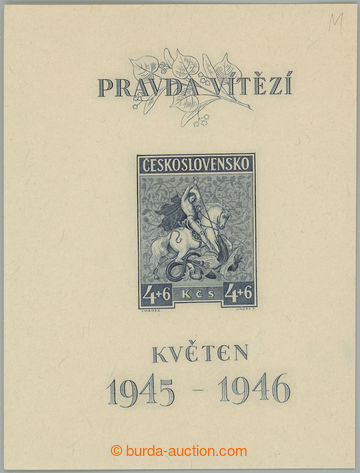 M
PRAVDA VÍTĚZÍ
ČESKOSLOVENSKO
4+6 Kčs 4+6
KVĚTEN
1945 - 1946
burda-auction.com